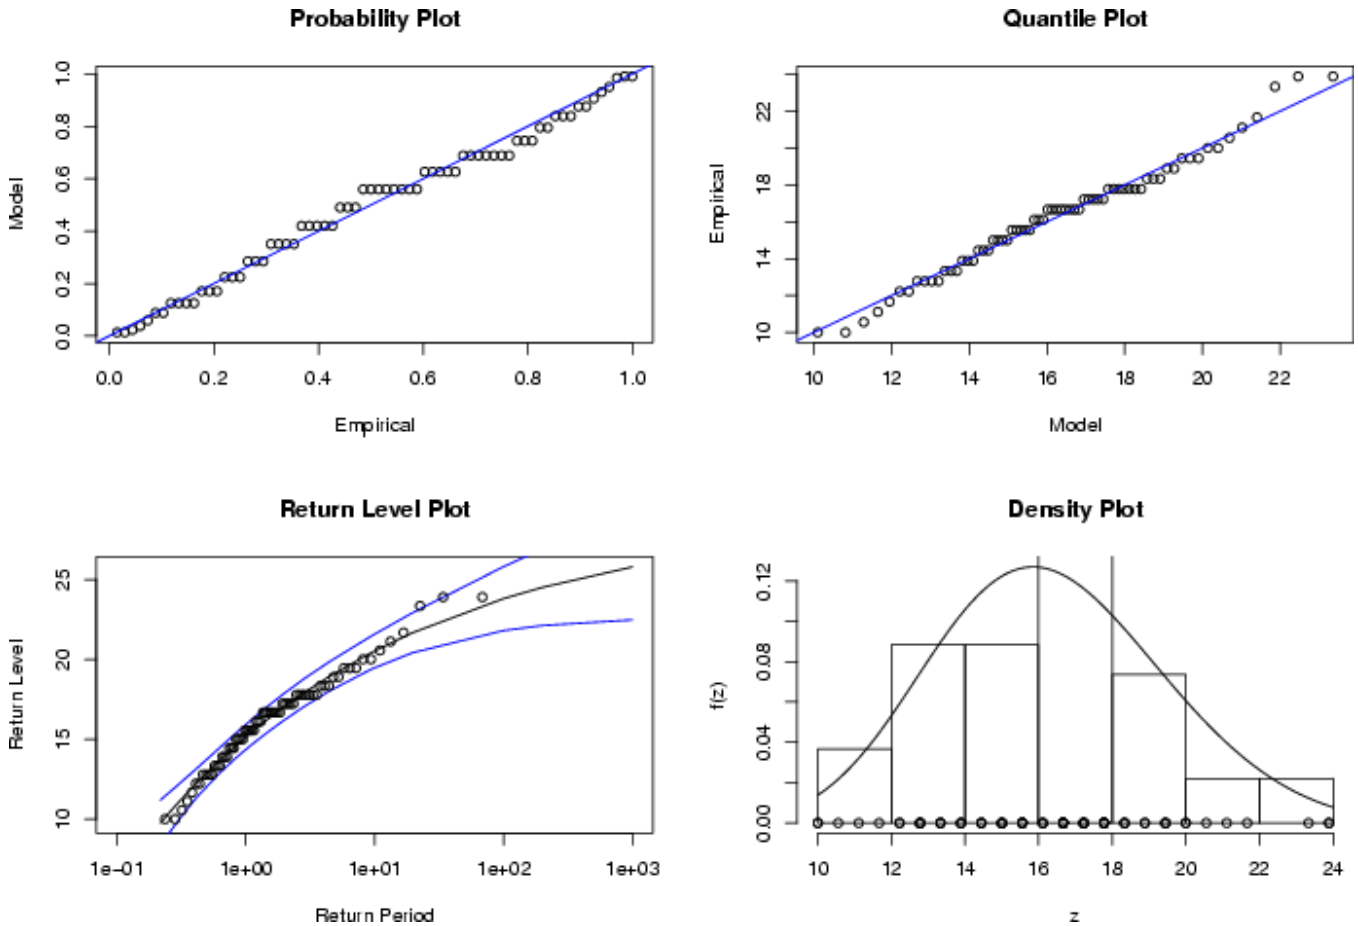 Probability Plot
Model
0.0 0.2 0.4 0.6 0.8 1.0
0.0 0.2 0.4 0.6 0.8 1.0
Empirical
Quantile Plot
Empirical
10 14 18 22
10 12 14 16 18 20 22
Model
Return Level Plot
Return Level
10 15 20 25
1e-01 1e+00 1e+01 1e+02 1e+03
Return Period
Density Plot
f(z)
0.00 0.04 0.08 0.12
10 12 14 16 18 20 22 24
z